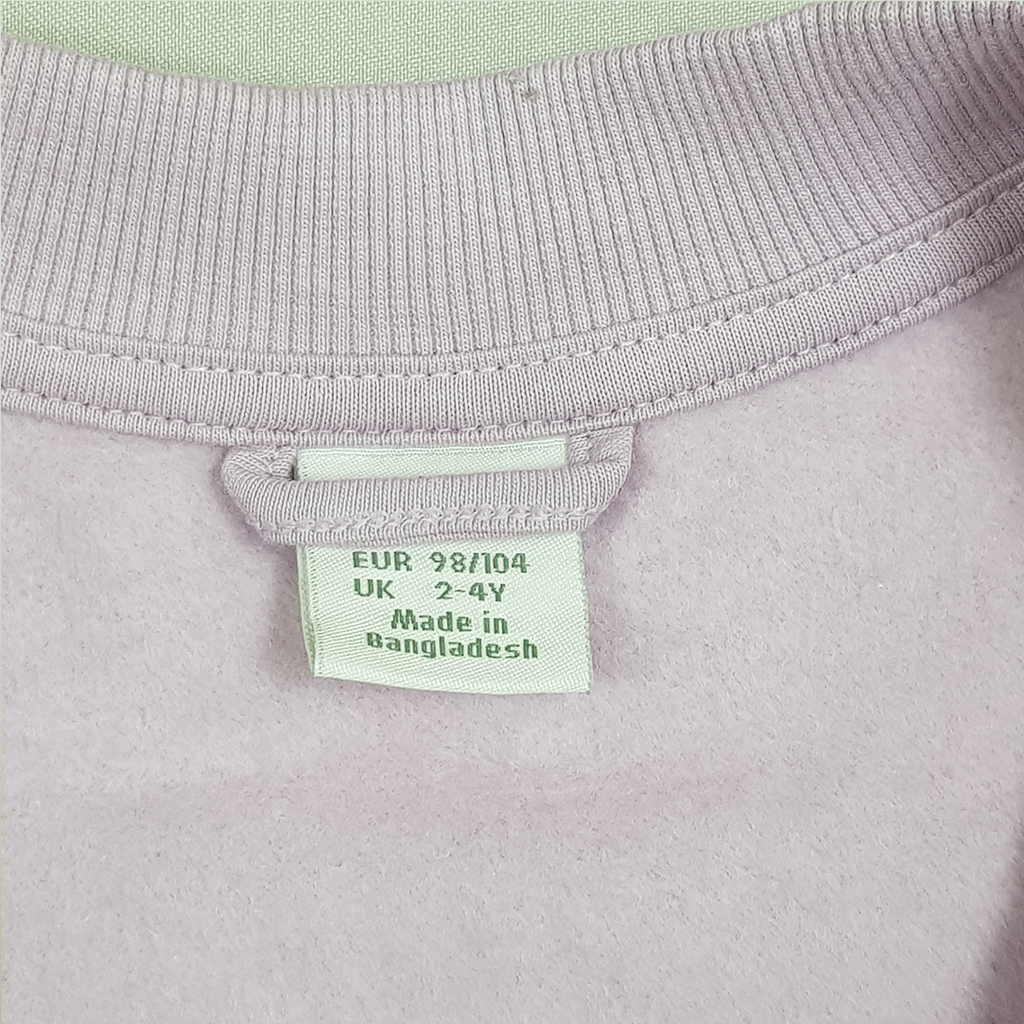 EUR 98/104
UK 2-4Y
Made in
Bangladesh